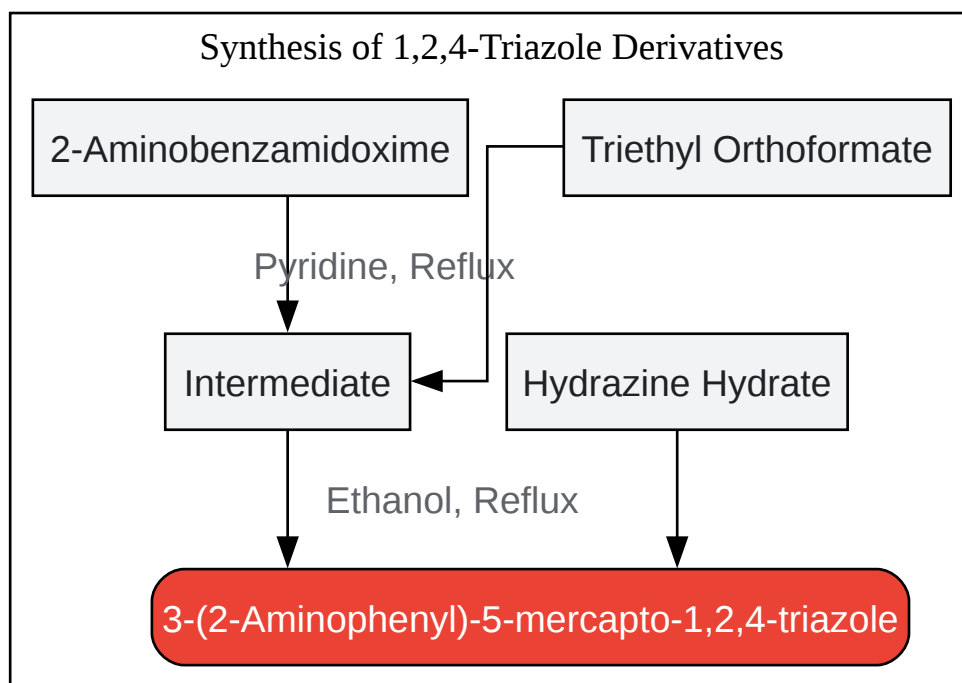 Synthesis of 1,2,4-Triazole Derivatives
2-Aminobenzamidoxime
Triethyl Orthoformate
Pyridine, Reflux
Intermediate
Hydrazine Hydrate
Ethanol, Reflux
3-(2-Aminophenyl)-5-mercapto-1,2,4-triazole